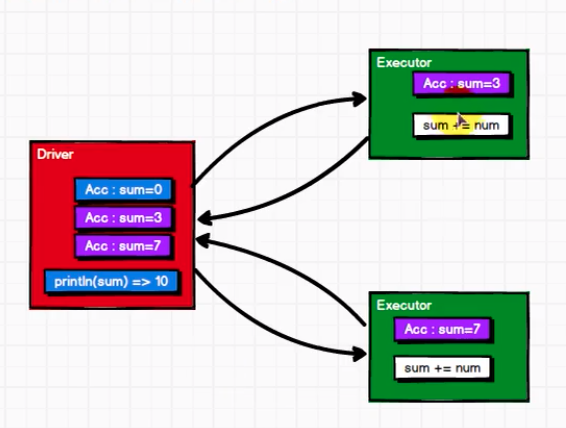 Driver
Acc : sum=0
Acc : sum=3
Acc : sum=7
println(sum) => 10
Executor
Acc : sum=3
sum += num
Executor
Acc : sum=7
sum += num